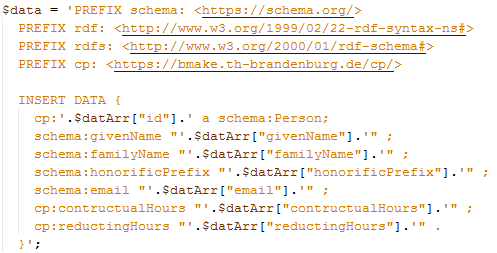 $data = 'PREFIX schema: <https://schema.org/>
PREFIX rdf: <http://www.w3.org/1999/02/22-rdf-syntax-ns#>
PREFIX rdfs: <http://www.w3.org/2000/01/rdf-schema#>
PREFIX cp: <https://bmake.th-brandenburg.de/cp/>
INSERT DATA {
cp:'.$datArr["id"].' a schema:Person;
schema:givenName "'.$datArr["givenName"].'" ;
schema:familyName "'.$datArr["familyName"].'" ;
schema:honorificPrefix "'.$datArr["honorificPrefix"].'" ;
schema:email "'.$datArr["email"].'" ;
cp:contructualHours "'.$datArr["contructualHours"].'" ;
cp:reductingHours "'.$datArr["reductingHours"].'" .
}';